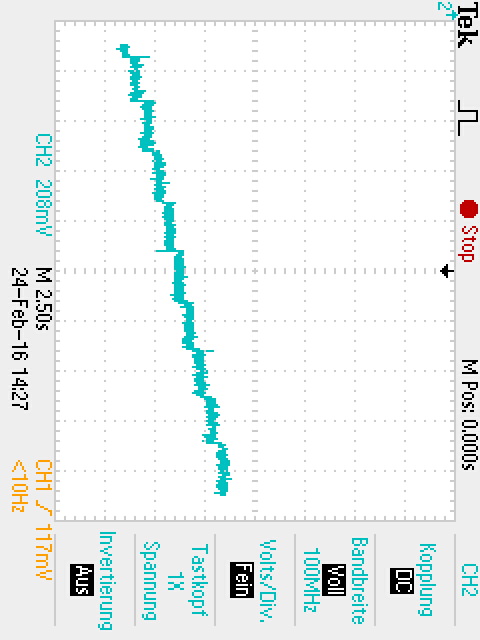 Tek
Stop
M Pos: 0.000s
CH2
Kopplung
DC
Bandbreite
Voll
100MHz
Volts/Div.
Fein
Tastkopf
1X
Spannung
Invertierung
Aus
2
CH2 208mV
M 2.50s
CH1 / 117mV
24-Feb-16 14:27
<10Hz